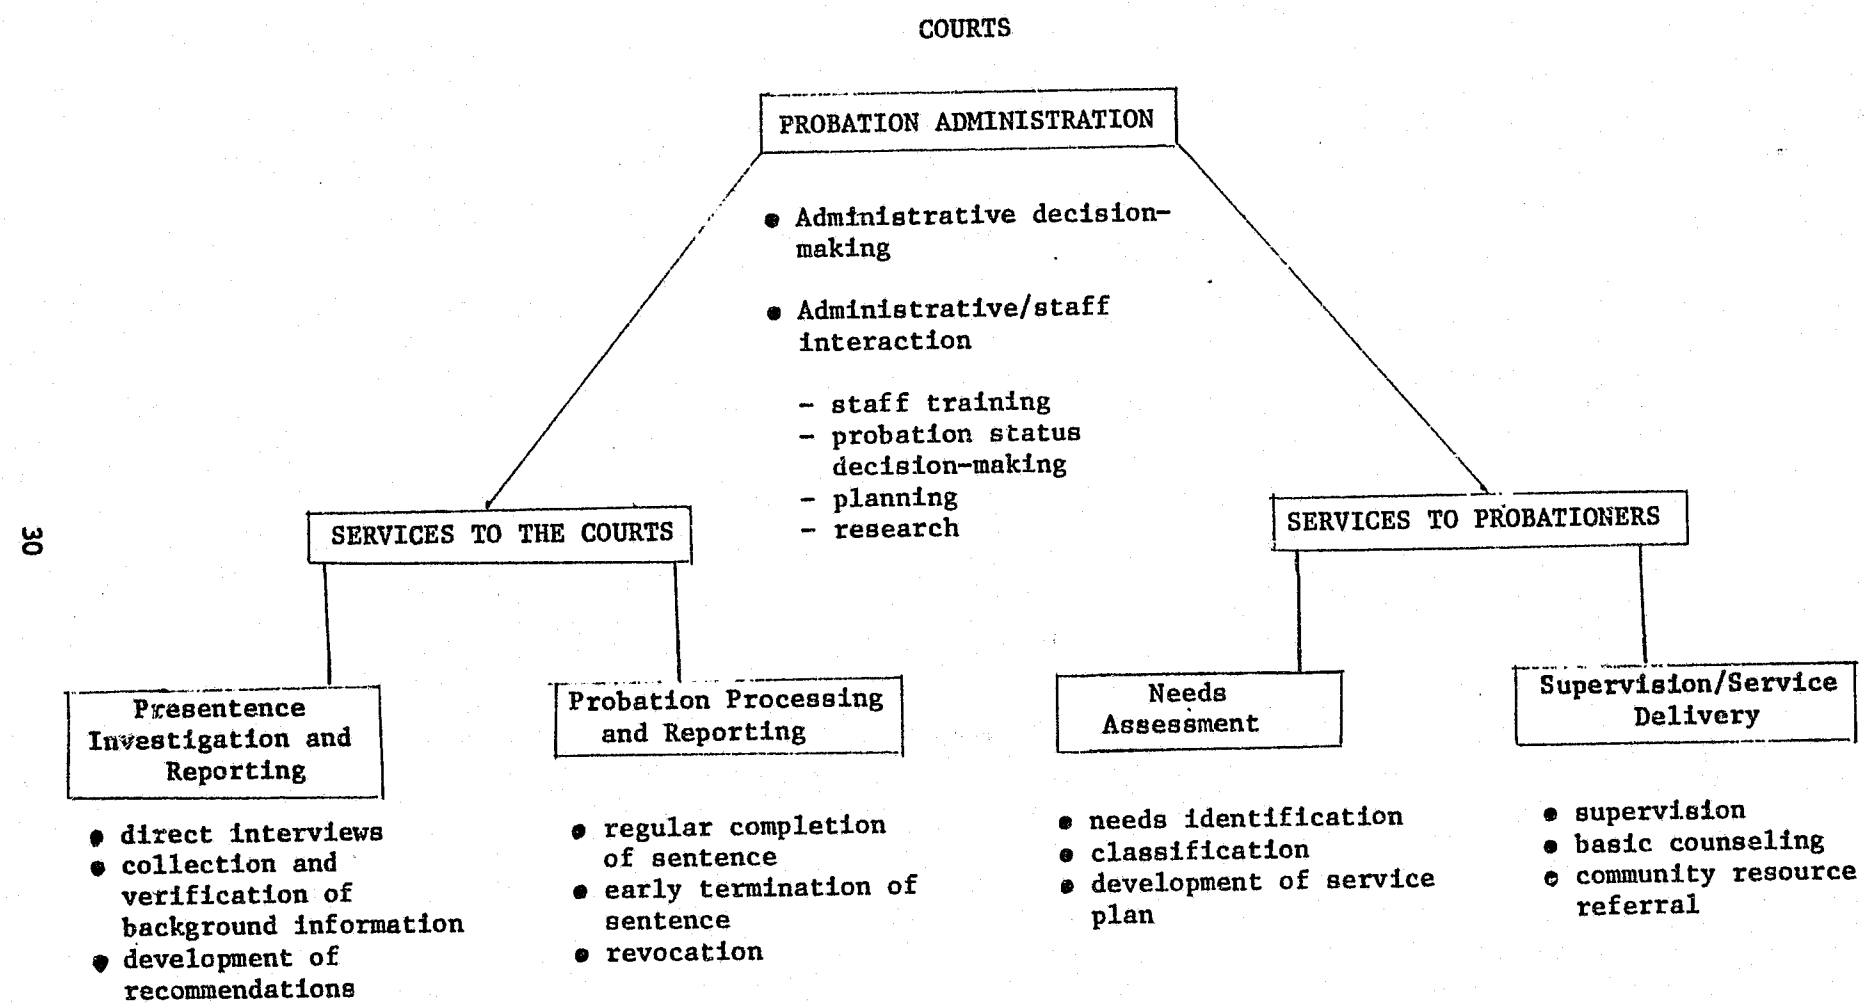 COURTS
PROBATION ADMINISTRATION
● Administrative decision-
making
● Administrative/staff
interaction
- staff training
- probation status
decision-making
- planning
- research
SERVICES TO THE COURTS
SERVICES TO PROBATIONERS
30
Presentence
Investigation and
Reporting
● direct interviews
● collection and
verification of
background information
● development of
recommendations
Probation Processing
and Reporting
● regular completion
of sentence
● early termination of
sentence
● revocation
Needs
Assessment
● needs identification
● classification
● development of service
plan
Supervision/Service
Delivery
● supervision
● basic counseling
● community resource
referral